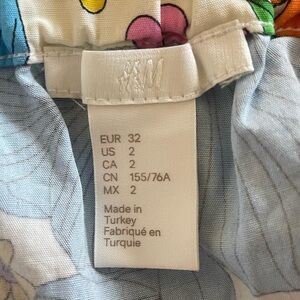 H&M
EUR 32
US 2
CA 2
CN 155/76A
MX 2
Made in
Turkey
Fabriqué en
Turquie